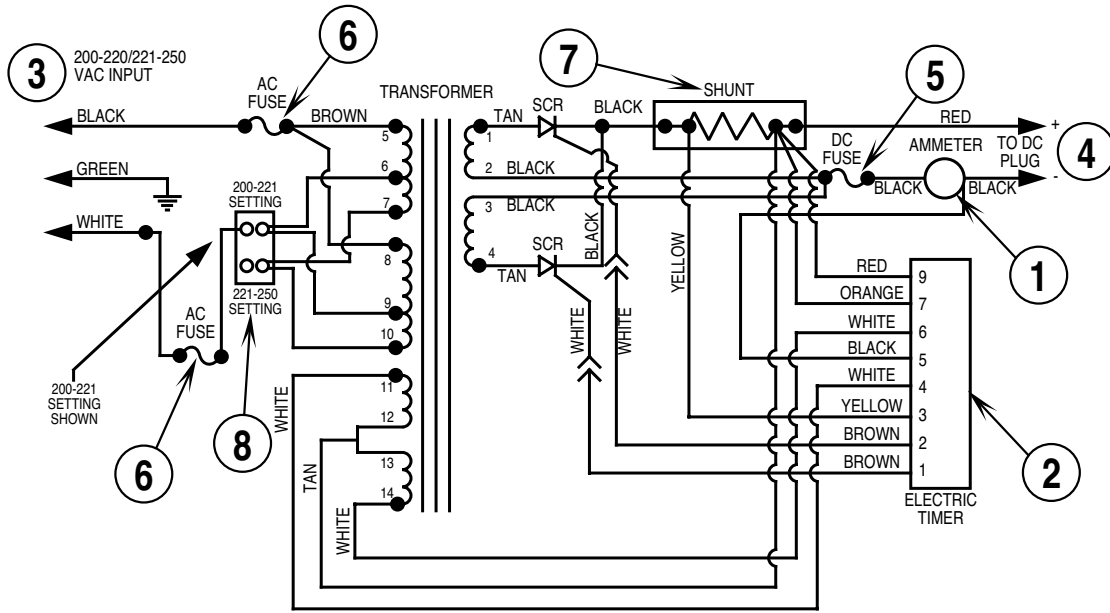 3
200-220/221-250
VAC INPUT
6
7
5
4
AC
FUSE
TRANSFORMER
SCR
BLACK
SHUNT
BLACK
BROWN
TAN
RED
+
TO DC
PLUG
-
DC
FUSE
AMMETER
5
1
GREEN
6
2
BLACK
BLACK
BLACK
200-221
SETTING
7
3
BLACK
WHITE
SCR
BLACK
8
4
TAN
YELLOW
1
221-250
SETTING
RED
9
ORANGE
7
AC
FUSE
9
WHITE
WHITE
WHITE
6
10
BLACK
5
200-221
SETTING
SHOWN
WHITE
11
WHITE
4
6
8
12
YELLOW
3
2
TAN
13
BROWN
2
14
BROWN
1
WHITE
ELECTRIC
TIMER